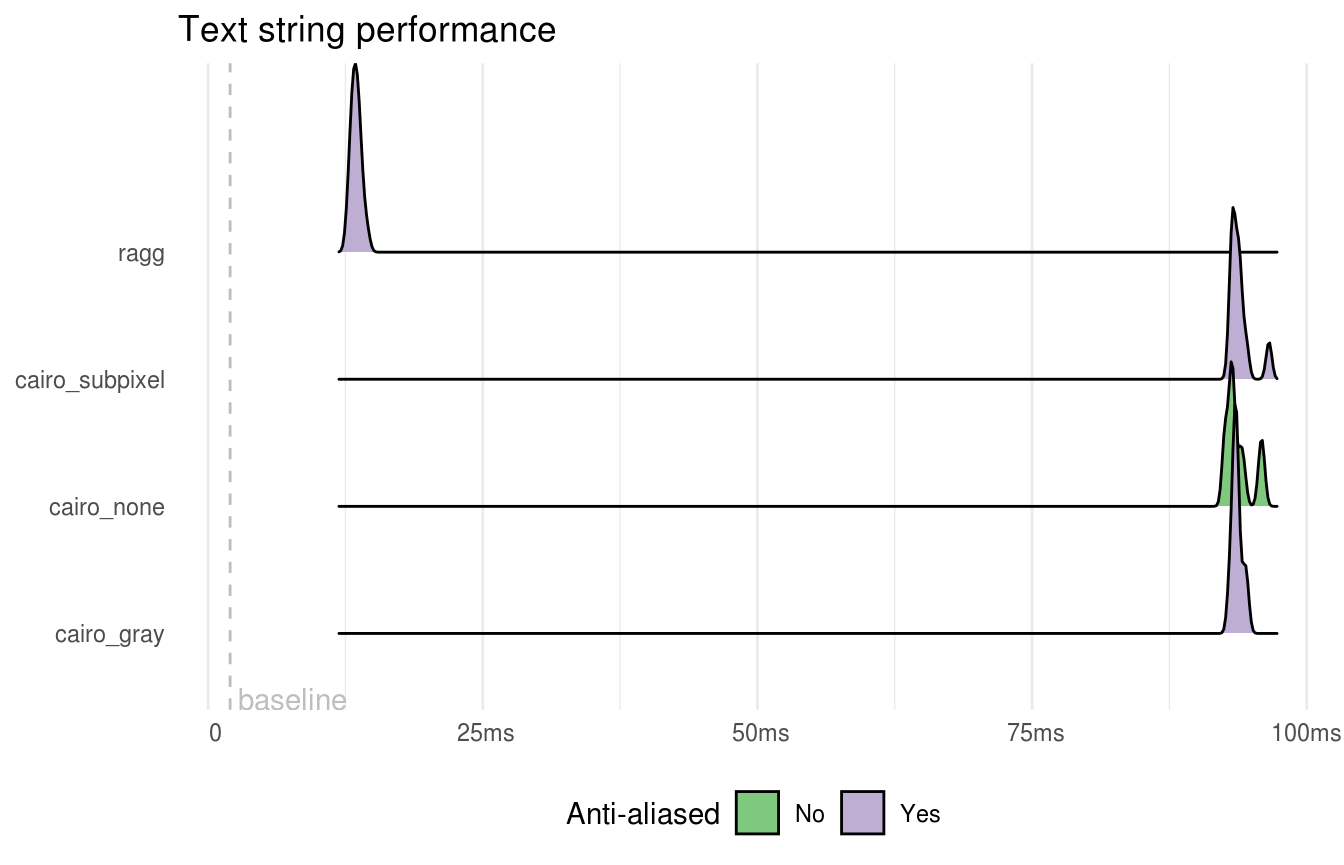 Text string performance
ragg
cairo_subpixel
cairo_none
cairo_gray
baseline
0 25ms 50ms 75ms 100ms
Anti-aliased No Yes